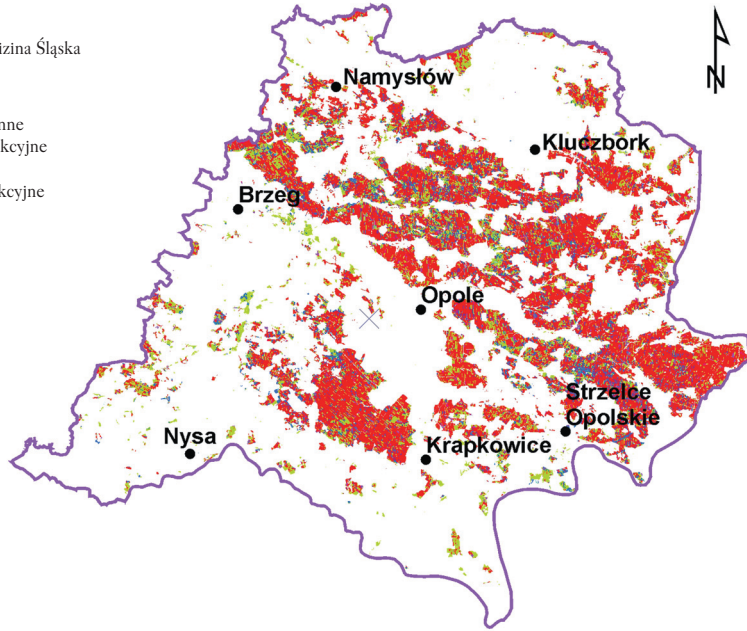 izina Śląska
nne
kcyjne
kcyjne
N
Namysłów
Kluczbork
Brzeg
Opole
Strzelce
Opolskie
Nysa
Krapkowice